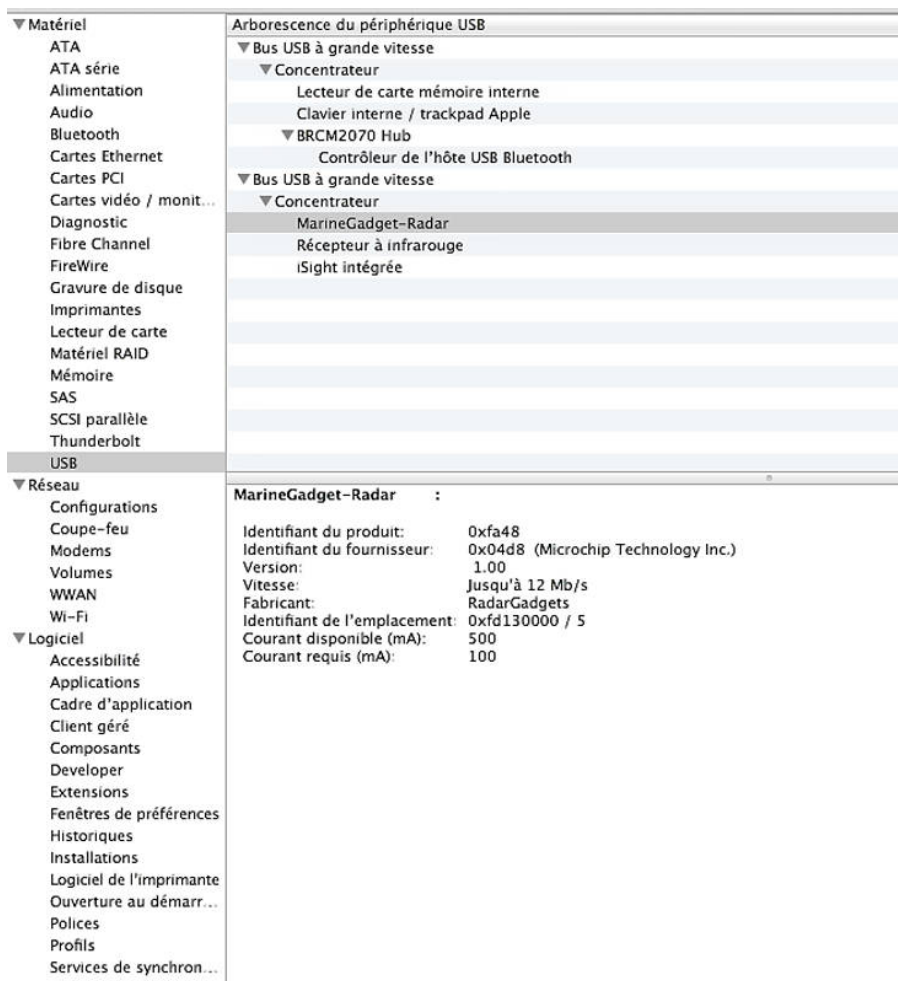 Matériel
ATA
ATA série
Alimentation
Audio
Bluetooth
Cartes Ethernet
Cartes PCI
Cartes vidéo / monit...
Diagnostic
Fibre Channel
FireWire
Gravure de disque
Imprimantes
Lecteur de carte
Matériel RAID
Mémoire
SAS
SCSI parallèle
Thunderbolt
USB
Réseau
Configurations
Coupe-feu
Modems
Volumes
WWAN
Wi-Fi
Logiciel
Accessibilité
Applications
Cadre d'application
Client géré
Composants
Developer
Extensions
Fenêtres de préférences
Historiques
Installations
Logiciel de l'imprimante
Ouverture au démarr...
Polices
Profils
Services de synchron...
Arborescence du périphérique USB
Bus USB à grande vitesse
Concentrateur
Lecteur de carte mémoire interne
Clavier interne / trackpad Apple
BRCM2070 Hub
Contrôleur de l'hôte USB Bluetooth
Bus USB à grande vitesse
Concentrateur
MarineGadget-Radar
Récepteur à infrarouge
iSight intégrée
MarineGadget-Radar :
Identifiant du produit: 0xfa48
Identifiant du fournisseur: 0x04d8 (Microchip Technology Inc.)
Version: 1.00
Vitesse: Jusqu'à 12 Mb/s
Fabricant: RadarGadgets
Identifiant de l'emplacement: 0xfd130000 / 5
Courant disponible (mA): 500
Courant requis (mA): 100